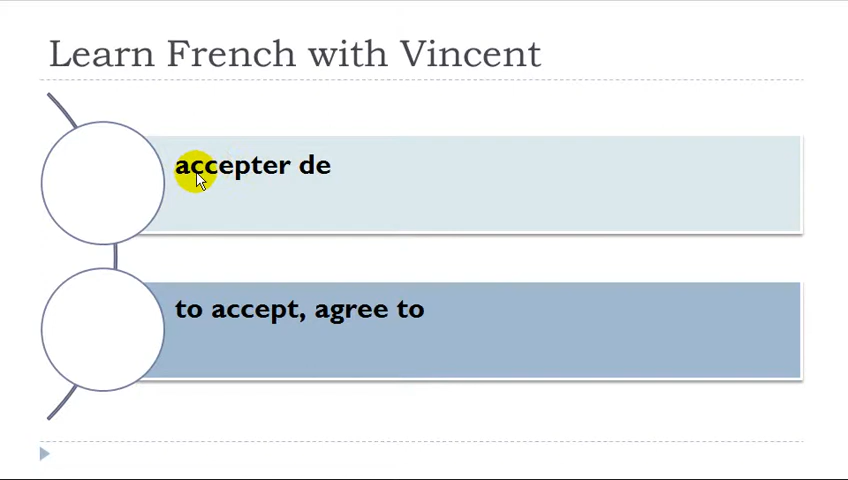 Learn French with Vincent
accepter de
to accept, agree to